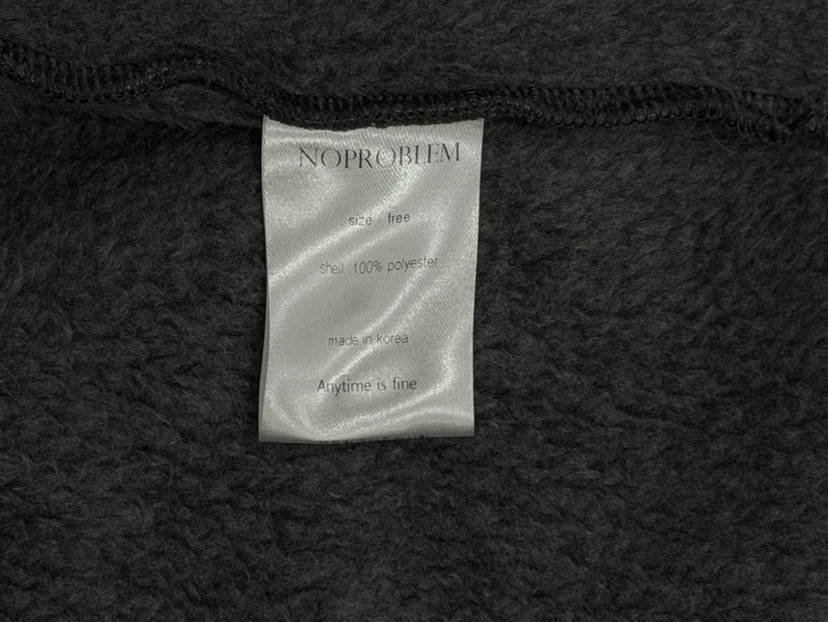 NOPROBLEM
size : free
shell :100% polyester
made in korea
Anytime is fine